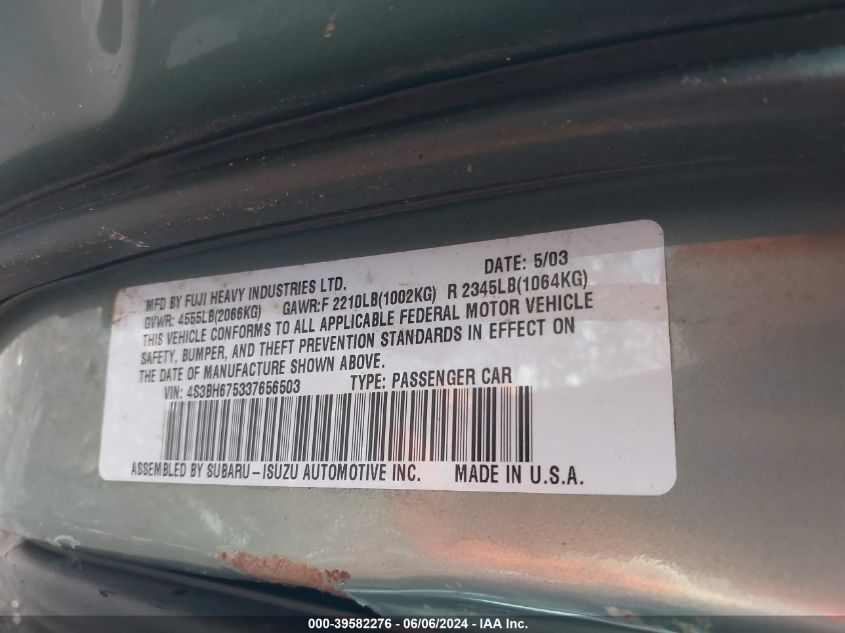 MFD BY FUJI HEAVY INDUSTRIES LTD. DATE: 5/03
GVWR: 4555LB(2066KG) GAWR:F 2210LB(1002KG) R 2345LB(1064KG)
THIS VEHICLE CONFORMS TO ALL APPLICABLE FEDERAL MOTOR VEHICLE
SAFETY, BUMPER, AND THEFT PREVENTION STANDARDS IN EFFECT ON
THE DATE OF MANUFACTURE SHOWN ABOVE.
VIN: 4S3BH675337656503 TYPE: PASSENGER CAR
ASSEMBLED BY SUBARU-ISUZU AUTOMOTIVE INC. MADE IN U.S.A.
000-39582276 - 06/06/2024 - IAA Inc.